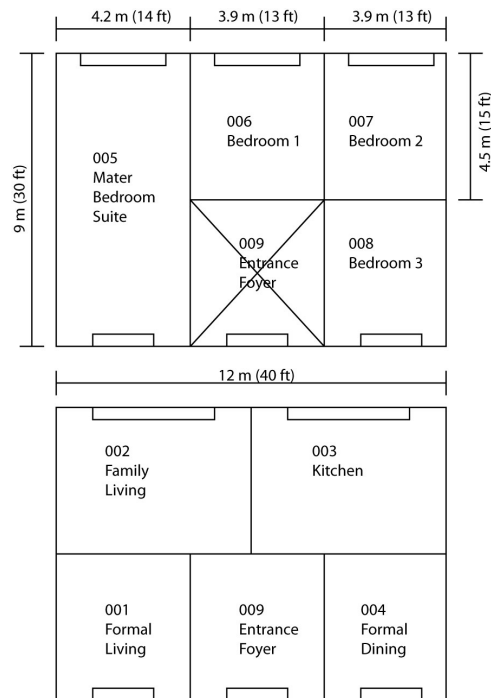 4.2 m (14 ft)
3.9 m (13 ft)
3.9 m (13 ft)
9 m (30 ft)
4.5 m (15 ft)
005
Mater
Bedroom
Suite
006
Bedroom 1
007
Bedroom 2
009
Entrance
Foyer
008
Bedroom 3
12 m (40 ft)
002
Family
Living
003
Kitchen
001
Formal
Living
009
Entrance
Foyer
004
Formal
Dining